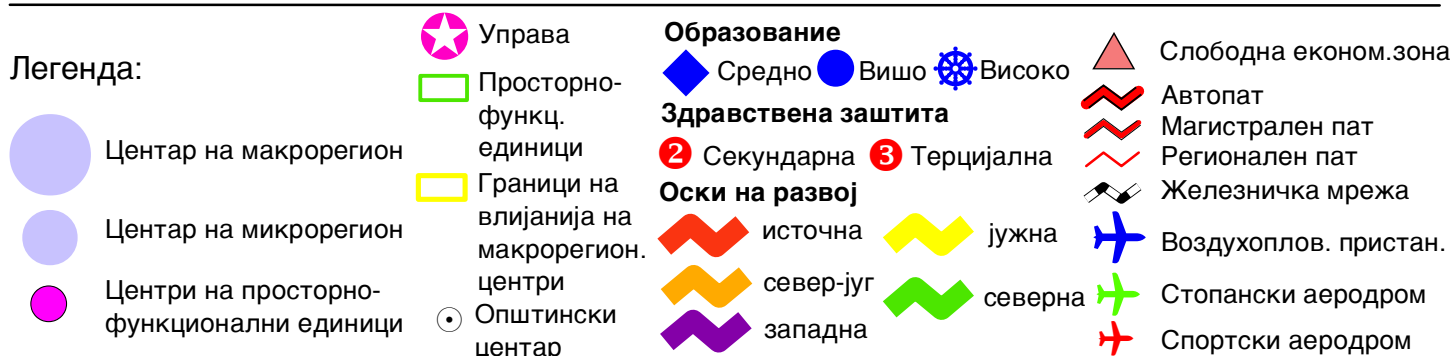 Легенда:
Центар на макрорегион
Центар на микрорегион
Центри на просторно-
функционални единици
Управа
Просторно-
функц.
единици
Граници на
влијанија на
макрорегион.
центри
Општински
центар
Образование
Средно Вишо Високо
Здравствена заштита
2 Секундарна 3 Терцијална
Оски на развој
источна јужна
север-југ северна
западна
Слободна економ.зона
Автопат
Магистрален пат
Регионален пат
Железничка мрежа
Воздухоплов. пристан.
Стопански аеродром
Спортски аеродром